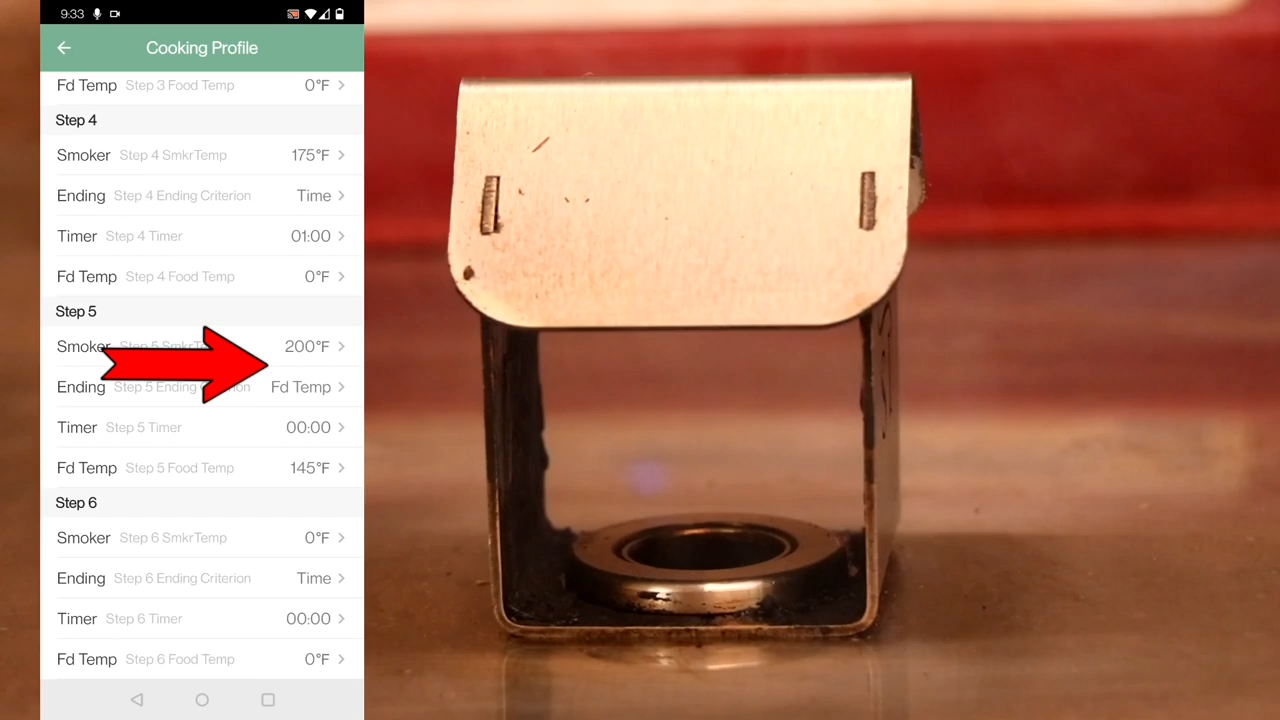 9:33
Cooking Profile
Fd Temp Step 3 Food Temp 0°F
Step 4
Smoker Step 4 SmkrTemp 175°F
Ending Step 4 Ending Criterion Time
Timer Step 4 Timer 01:00
Fd Temp Step 4 Food Temp 0°F
Step 5
Smoker Step 5 SmkrTe 200°F
Ending Step 5 Ending on Fd Temp
Timer Step 5 Timer 00:00
Fd Temp Step 5 Food Temp 145°F
Step 6
Smoker Step 6 SmkrTemp 0°F
Ending Step 6 Ending Criterion Time
Timer Step 6 Timer 00:00
Fd Temp Step 6 Food Temp 0°F